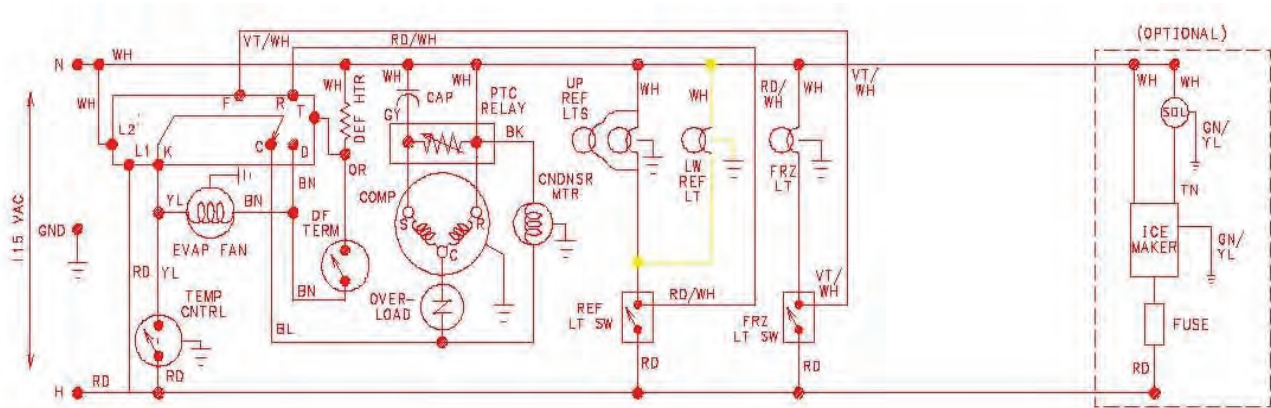 (OPTIONAL)
VT/WH
RD/WH
N
WH
WH
F
R
T
L2
L1
K
C
D
WH
DEF HTR
OR
WH
CAP
GY
PTC
RELAY
WH
BK
UP
REF
LTS
WH
WH
LW
REF
LT
RD/
WH
WH
FRZ
LT
VT/
WH
WH
WH
SOL
GN/
YL
TN
ICE
MAKER
GN/
YL
FUSE
RD
115 VAC
GND
YL
BN
BN
EVAP FAN
RD
YL
TEMP
CNTRL
RD
DF
TERM
BN
BL
COMP
S
R
C
OVER-
LOAD
CNDNSR
MTR
REF
LT SW
RD/WH
RD
FRZ
LT SW
VT/
WH
RD
H
RD